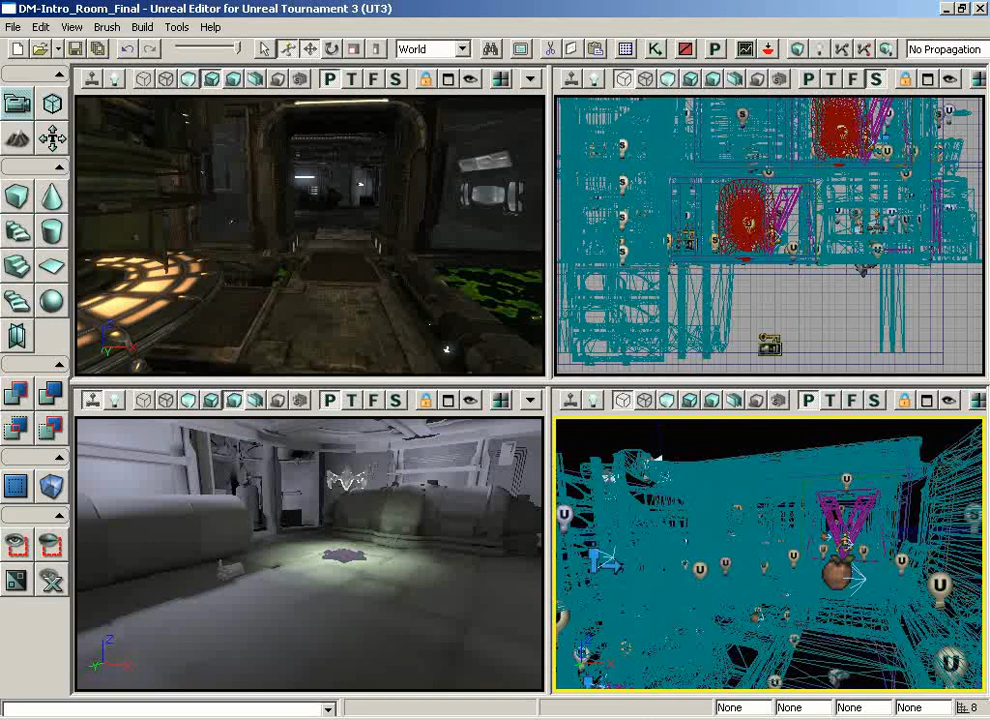 DM-Intro_Room_Final - Unreal Editor for Unreal Tournament 3 (UT3)
File Edit View Brush Build Tools Help
World
K
P
No Propagation
P T F S
P T F S
P T F S
P T F S
None None None None 8